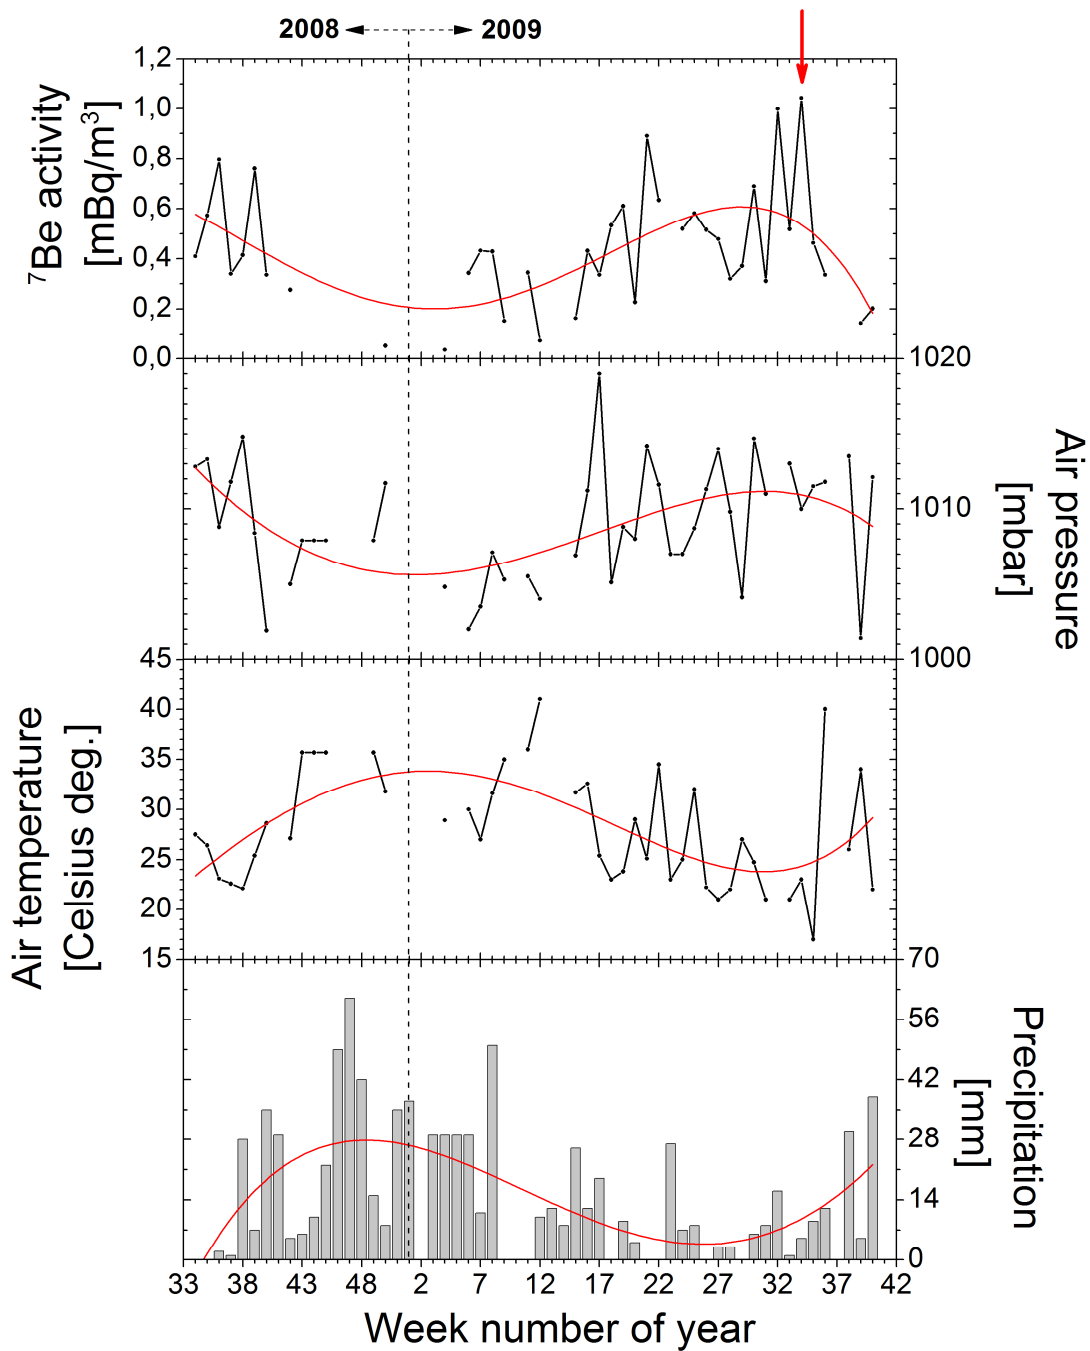 2008 2009
⁷Be activity
[mBq/m³]
1,2
1,0
0,8
0,6
0,4
0,2
0,0
1020
1010
1000
Air pressure
[mbar]
Air temperature
[Celsius deg.]
45
40
35
30
25
20
15
70
56
42
28
14
0
Precipitation
[mm]
33 38 43 48 2 7 12 17 22 27 32 37 42
Week number of year